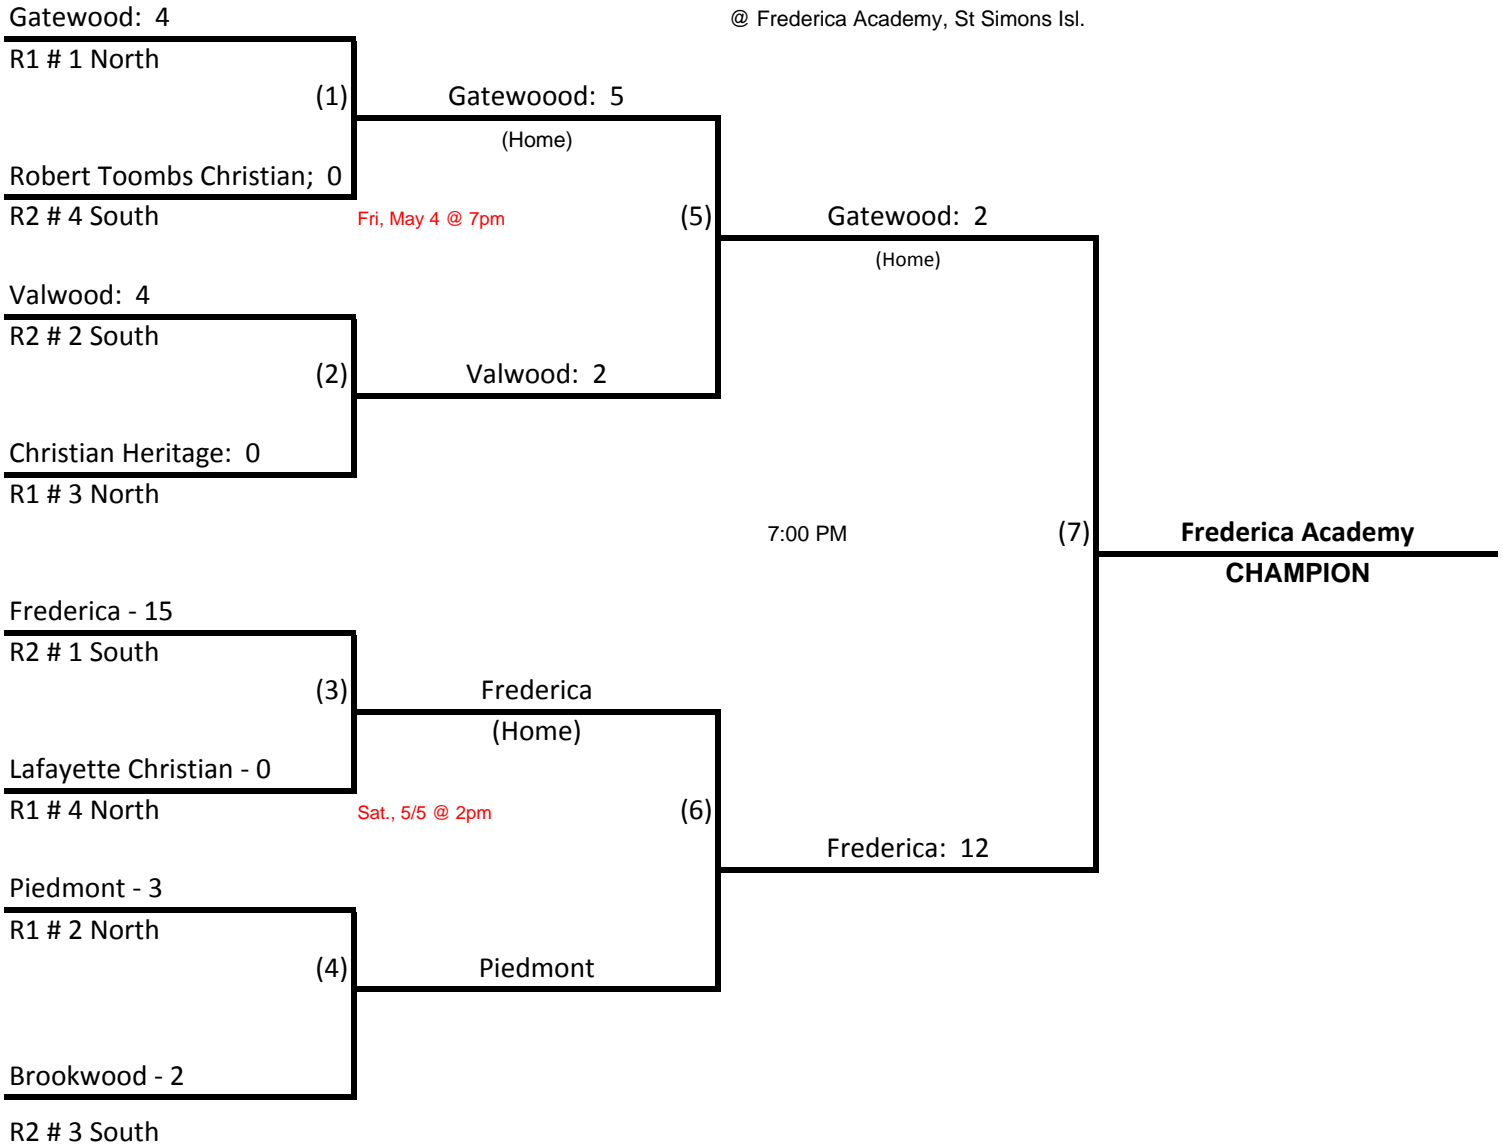 Gatewood:  4
@ Frederica Academy, St Simons Isl.
R1 # 1 North
(1)
Gatewoood:  5
(Home)
Robert Toombs Christian;  0
R2 # 4 South
Fri, May 4 @ 7pm
(5)
Gatewood:  2
(Home)
Valwood:  4
R2 # 2 South
(2)
Valwood:  2
Christian Heritage:  0
R1 # 3 North
7:00 PM
(7)
Frederica Academy
CHAMPION
Frederica - 15
R2 # 1 South
(3)
Frederica
(Home)
Lafayette Christian - 0
R1 # 4 North
Sat., 5/5 @ 2pm
(6)
Frederica:  12
Piedmont - 3
R1 # 2 North
(4)
Piedmont
Brookwood - 2
R2 # 3 South